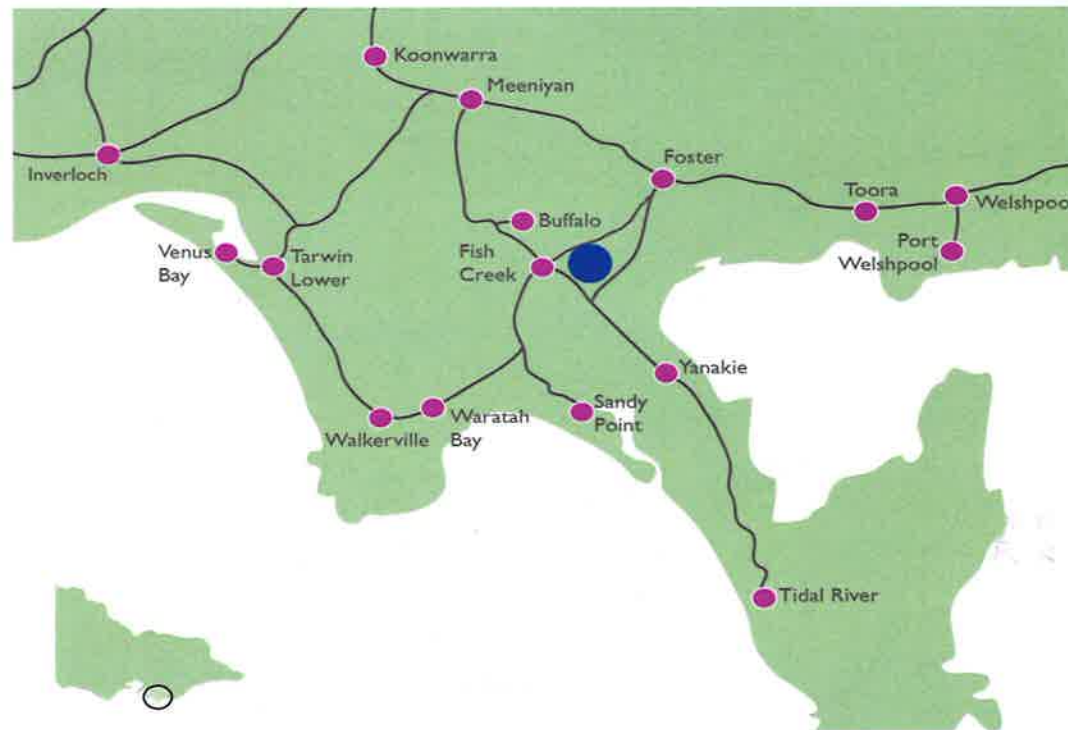 Koonwarra
Meeniyan
Inverloch
Foster
Toora
Welshpool
Buffalo
Venus
Bay
Tarwin
Lower
Fish
Creek
Port
Welshpool
Yanakie
Sandy
Point
Walkerville
Waratah
Bay
Tidal River